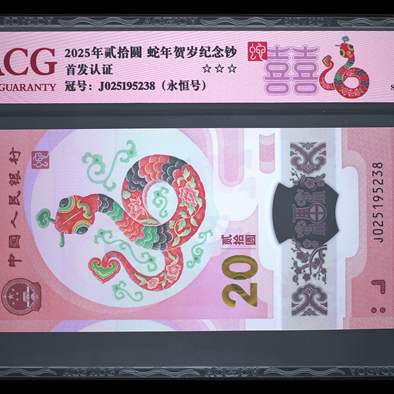 ACG
GUARANTY
2025年贰拾圆 蛇年贺岁纪念钞
首发认证 ☆☆☆
冠号：J025195238（永恒号）
蛇
囍
中国人民银行
贰拾圆
20
J025195238